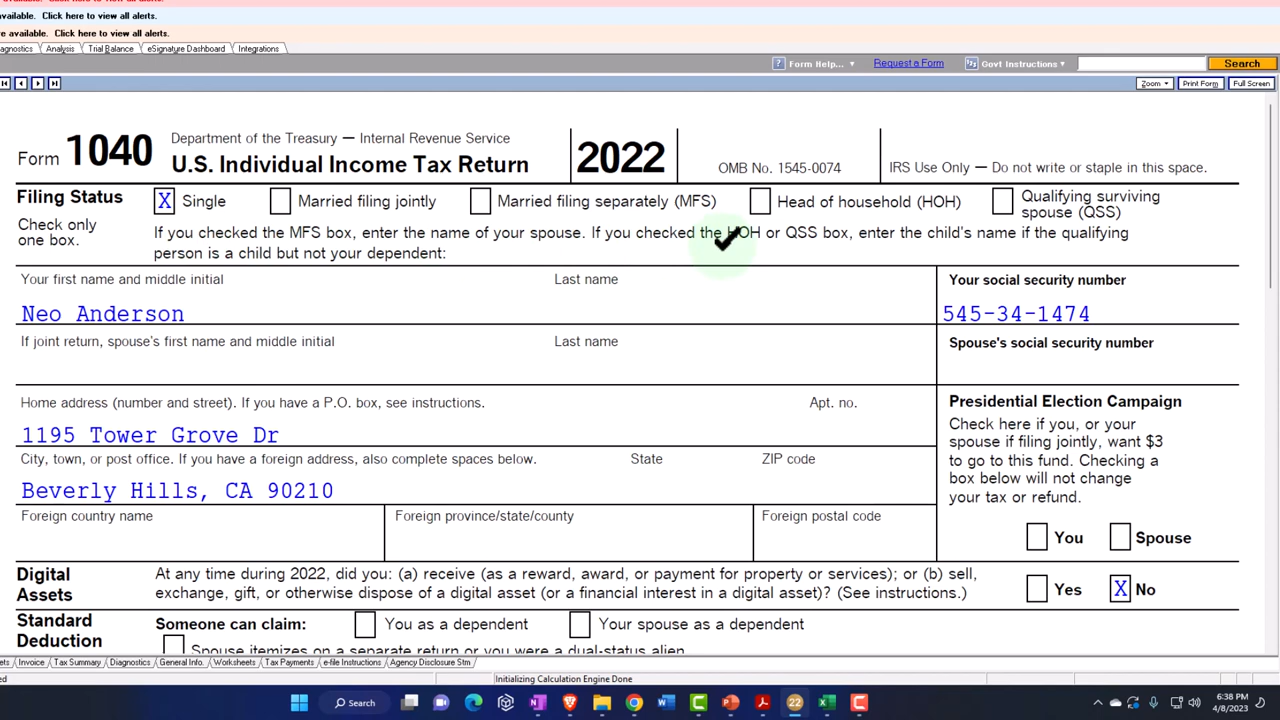 available. Click here to view all alerts.
e available. Click here to view all alerts.
Analysis Trial Balance eSignature Dashboard Integrations
? Form Help... Request a Form Govt Instructions Search
Zoom Print Form Full Screen
Form 1040 Department of the Treasury — Internal Revenue Service
U.S. Individual Income Tax Return 2022 OMB No. 1545-0074 IRS Use Only — Do not write or staple in this space.
Filing Status X Single Married filing jointly Married filing separately (MFS) Head of household (HOH) Qualifying surviving spouse (QSS)
Check only one box.
If you checked the MFS box, enter the name of your spouse. If you checked the HOH or QSS box, enter the child's name if the qualifying
person is a child but not your dependent:
Your first name and middle initial Last name Your social security number
Neo Anderson 545-34-1474
If joint return, spouse's first name and middle initial Last name Spouse's social security number
Home address (number and street). If you have a P.O. box, see instructions. Apt. no.
1195 Tower Grove Dr
City, town, or post office. If you have a foreign address, also complete spaces below. State ZIP code
Beverly Hills, CA 90210
Foreign country name Foreign province/state/county Foreign postal code
Presidential Election Campaign
Check here if you, or your
spouse if filing jointly, want $3
to go to this fund. Checking a
box below will not change
your tax or refund.
You Spouse
Digital Assets
At any time during 2022, did you: (a) receive (as a reward, award, or payment for property or services); or (b) sell,
exchange, gift, or otherwise dispose of a digital asset (or a financial interest in a digital asset)? (See instructions.) Yes X No
Standard Deduction
Someone can claim: You as a dependent Your spouse as a dependent
Spouse itemizes on a separate return or you were a dual-status alien
Invoice Tax Summary Diagnostics General Info. Worksheets Tax Payments e-file Instructions Agency Disclosure Stm
Initializing Calculation Engine Done
Search
22
6:38 PM
4/8/2023